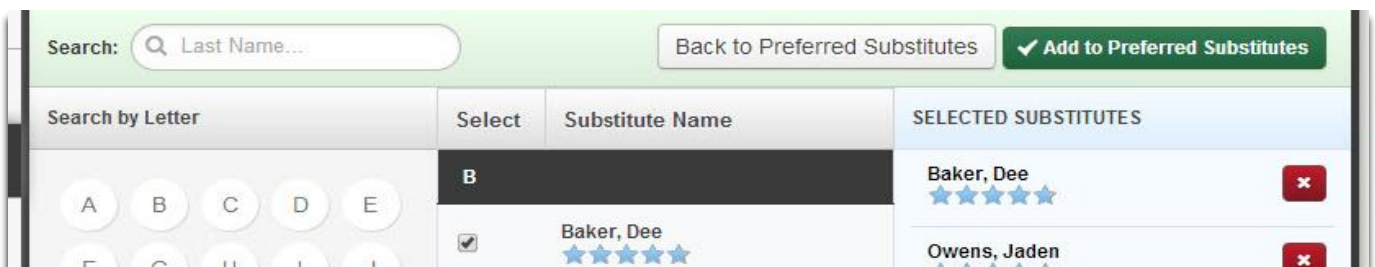 Search: Last Name... Back to Preferred Substitutes Add to Preferred Substitutes
Search by Letter Select Substitute Name SELECTED SUBSTITUTES
B Baker, Dee
A B C D E
Baker, Dee
Owens, Jaden